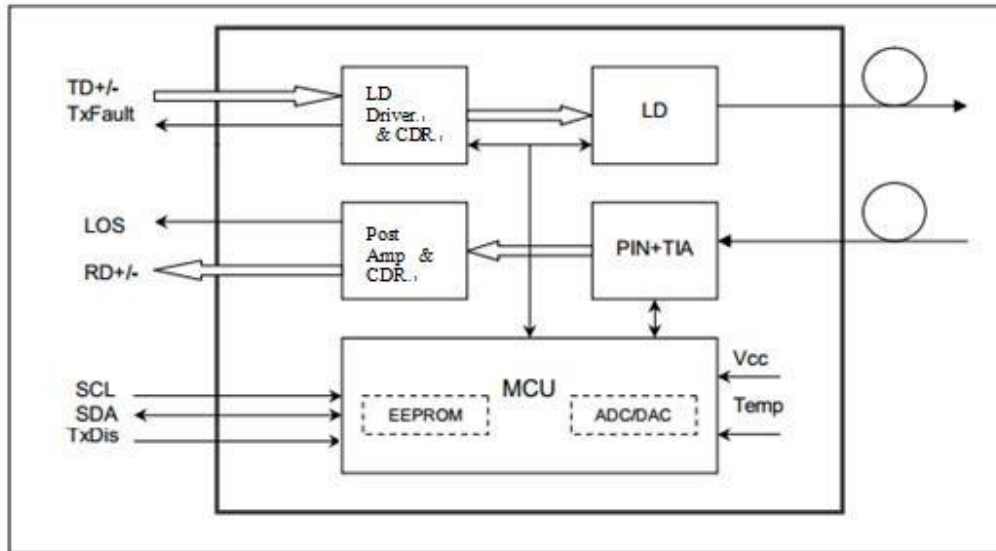 TD+/-
TxFault
LD
Driver.
& CDR.
LD
LOS
RD+/-
Post
Amp &
CDR..
PIN+TIA
SCL
SDA
TxDis
MCU
EEPROM
ADC/DAC
Vcc
Temp